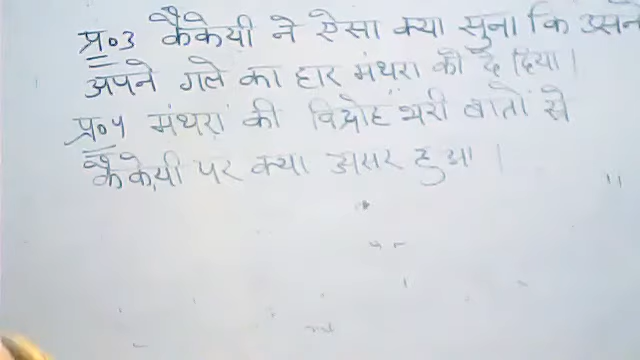 प्र०3 कैकेयी ने ऐसा क्या सुना कि उसने
अपने गले का हार मंथरा को दे दिया।
प्र०4 मंथरा की विद्रोह भरी बातों से
कैकेयी पर क्या असर हुआ।